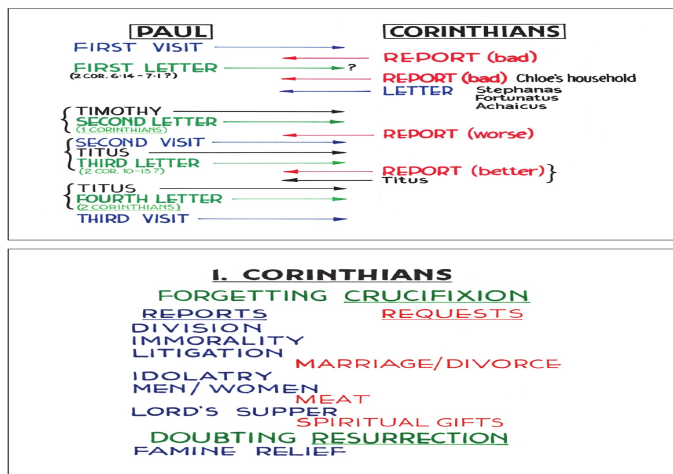 PAUL CORINTHIANS
FIRST VISIT
REPORT (bad)
FIRST LETTER ?
(2 COR. 6·14 – 7·1 ?)
REPORT (bad) Chloe's household
LETTER Stephanas
Fortunatus
Achaicus
TIMOTHY
SECOND LETTER
(1 CORINTHIANS)
REPORT (worse)
SECOND VISIT
TITUS
THIRD LETTER
(2 COR. 10-13 ?)
REPORT (better)
Titus
TITUS
FOURTH LETTER
(2 CORINTHIANS)
THIRD VISIT
1. CORINTHIANS
FORGETTING CRUCIFIXION
REPORTS REQUESTS
DIVISION
IMMORALITY
LITIGATION
MARRIAGE/DIVORCE
IDOLATRY
MEN/WOMEN
MEAT
LORD'S SUPPER
SPIRITUAL GIFTS
DOUBTING RESURRECTION
FAMINE RELIEF